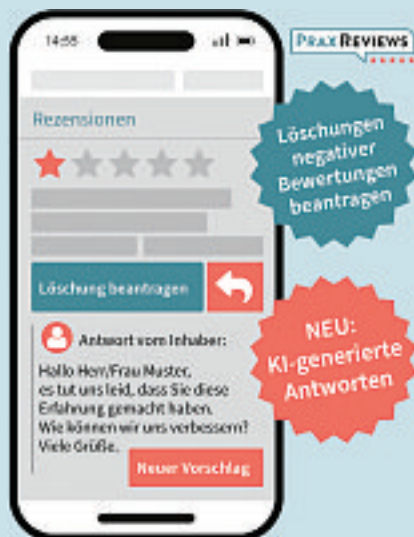 14:55
PRAXREVIEWS
Rezensionen
Löschungen
negativer
Bewertungen
beantragen
Löschung beantragen
NEU:
KI-generierte
Antworten
Antwort vom Inhaber:
Hallo Herr/Frau Muster,
es tut uns leid, dass Sie diese
Erfahrung gemacht haben.
Wie können wir uns verbessern?
Viele Grüße.
Neuer Vorschlag